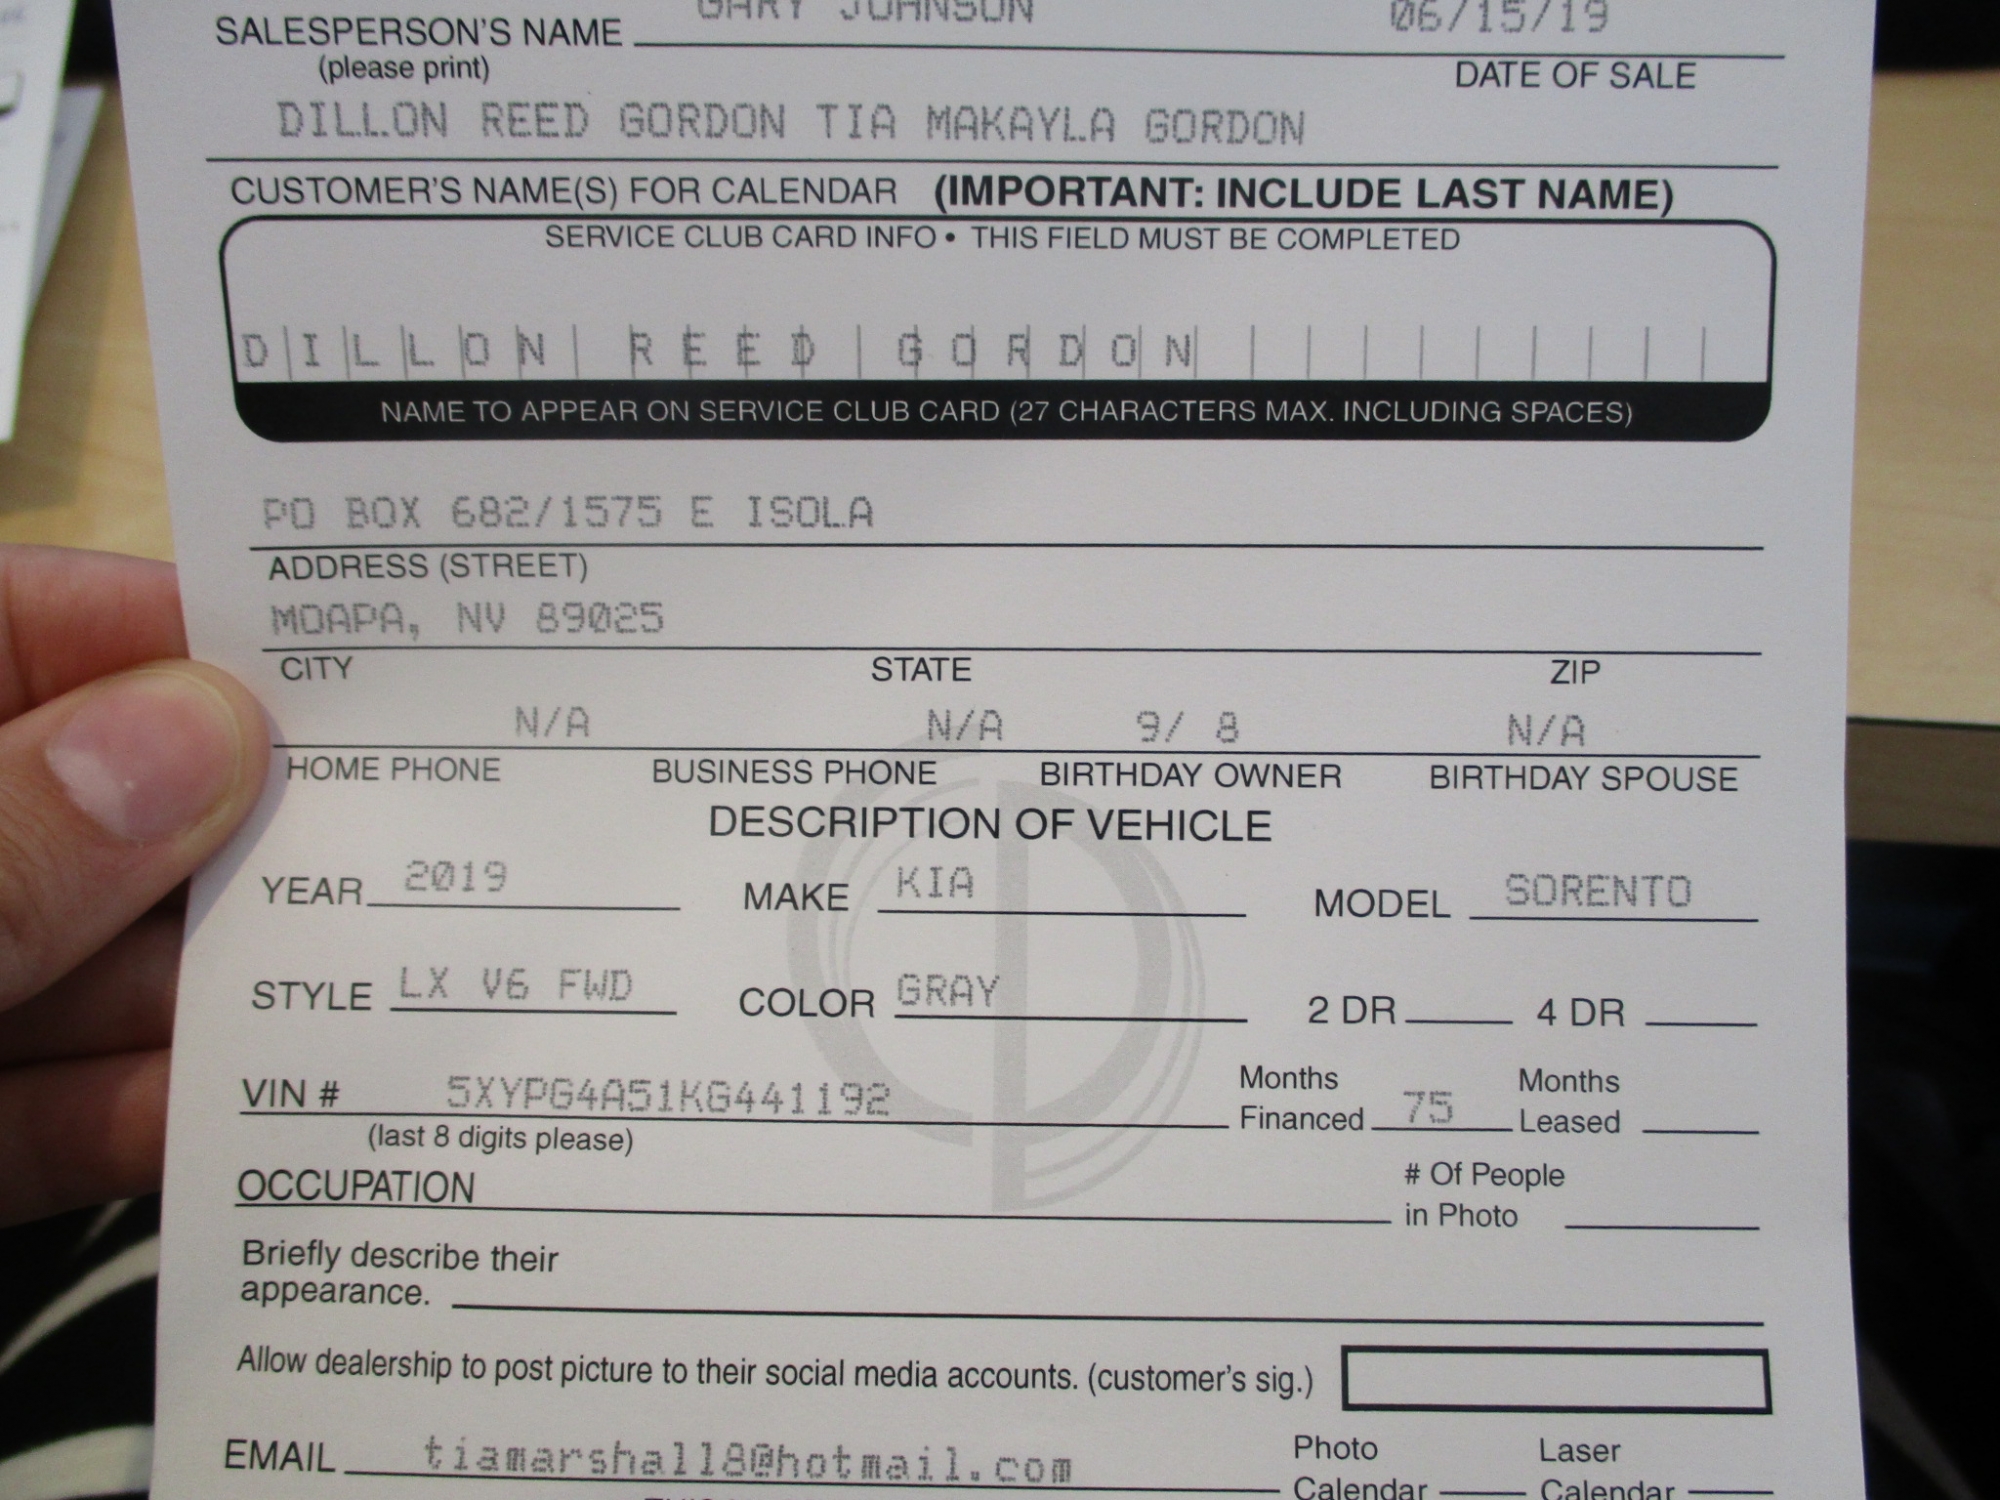 GARY JOHNSON 06/15/19
SALESPERSON'S NAME
(please print) DATE OF SALE
DILLON REED GORDON TIA MAKAYLA GORDON
CUSTOMER'S NAME(S) FOR CALENDAR (IMPORTANT: INCLUDE LAST NAME)
SERVICE CLUB CARD INFO • THIS FIELD MUST BE COMPLETED
DILLON REED GORDON
NAME TO APPEAR ON SERVICE CLUB CARD (27 CHARACTERS MAX. INCLUDING SPACES)
PO BOX 682/1575 E ISOLA
ADDRESS (STREET)
MOAPA, NV 89025
CITY STATE ZIP
N/A N/A 9/ 8 N/A
HOME PHONE BUSINESS PHONE BIRTHDAY OWNER BIRTHDAY SPOUSE
DESCRIPTION OF VEHICLE
YEAR 2019 MAKE KIA MODEL SORENTO
STYLE LX V6 FWD COLOR GRAY 2 DR 4 DR
VIN # 5XYPG4A51KG441192 Months Financed 75 Months Leased
(last 8 digits please)
OCCUPATION # Of People in Photo
Briefly describe their
appearance.
Allow dealership to post picture to their social media accounts. (customer's sig.)
EMAIL tiamarshall8@hotmail.com Photo Calendar Laser Calendar